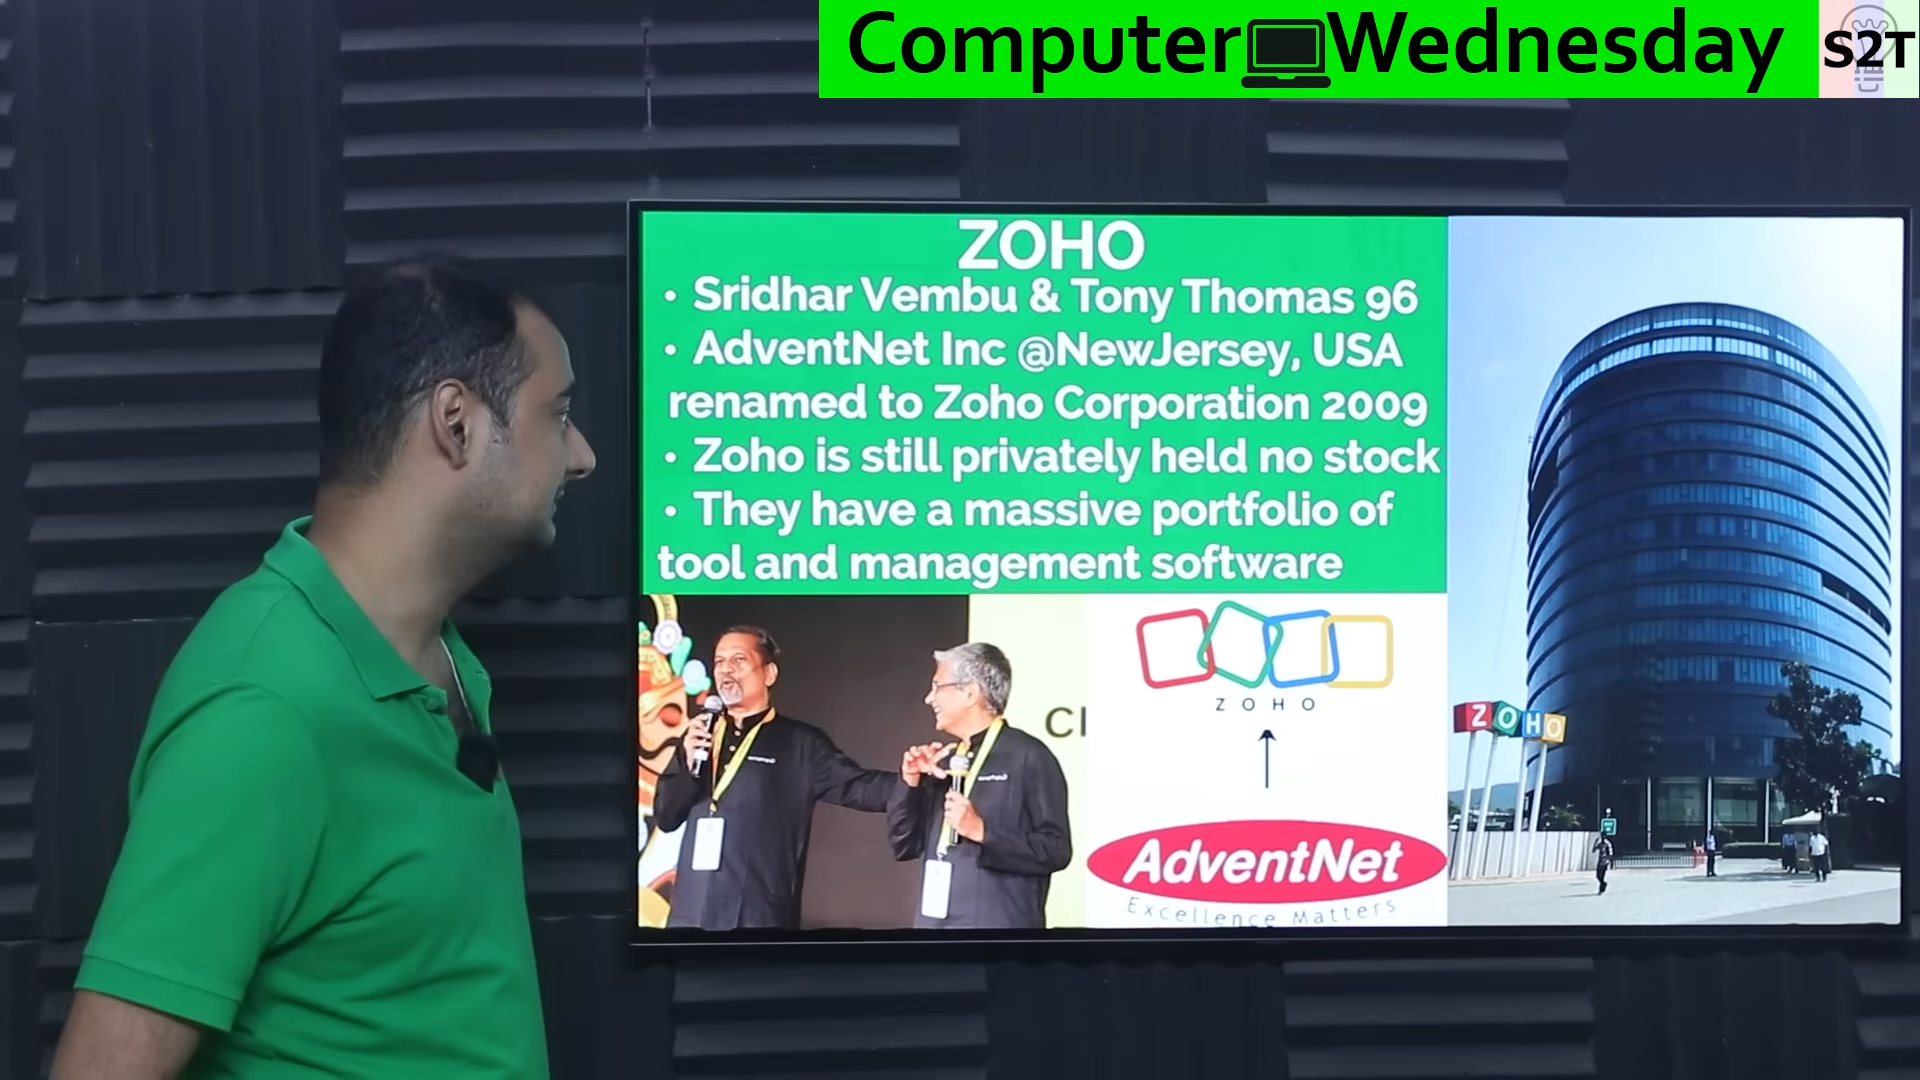 Computer Wednesday
S2T
ZOHO
• Sridhar Vembu & Tony Thomas 96
• AdventNet Inc @NewJersey, USA
renamed to Zoho Corporation 2009
• Zoho is still privately held no stock
• They have a massive portfolio of
tool and management software
ZOHO
AdventNet
Excellence Matters
ZOHO